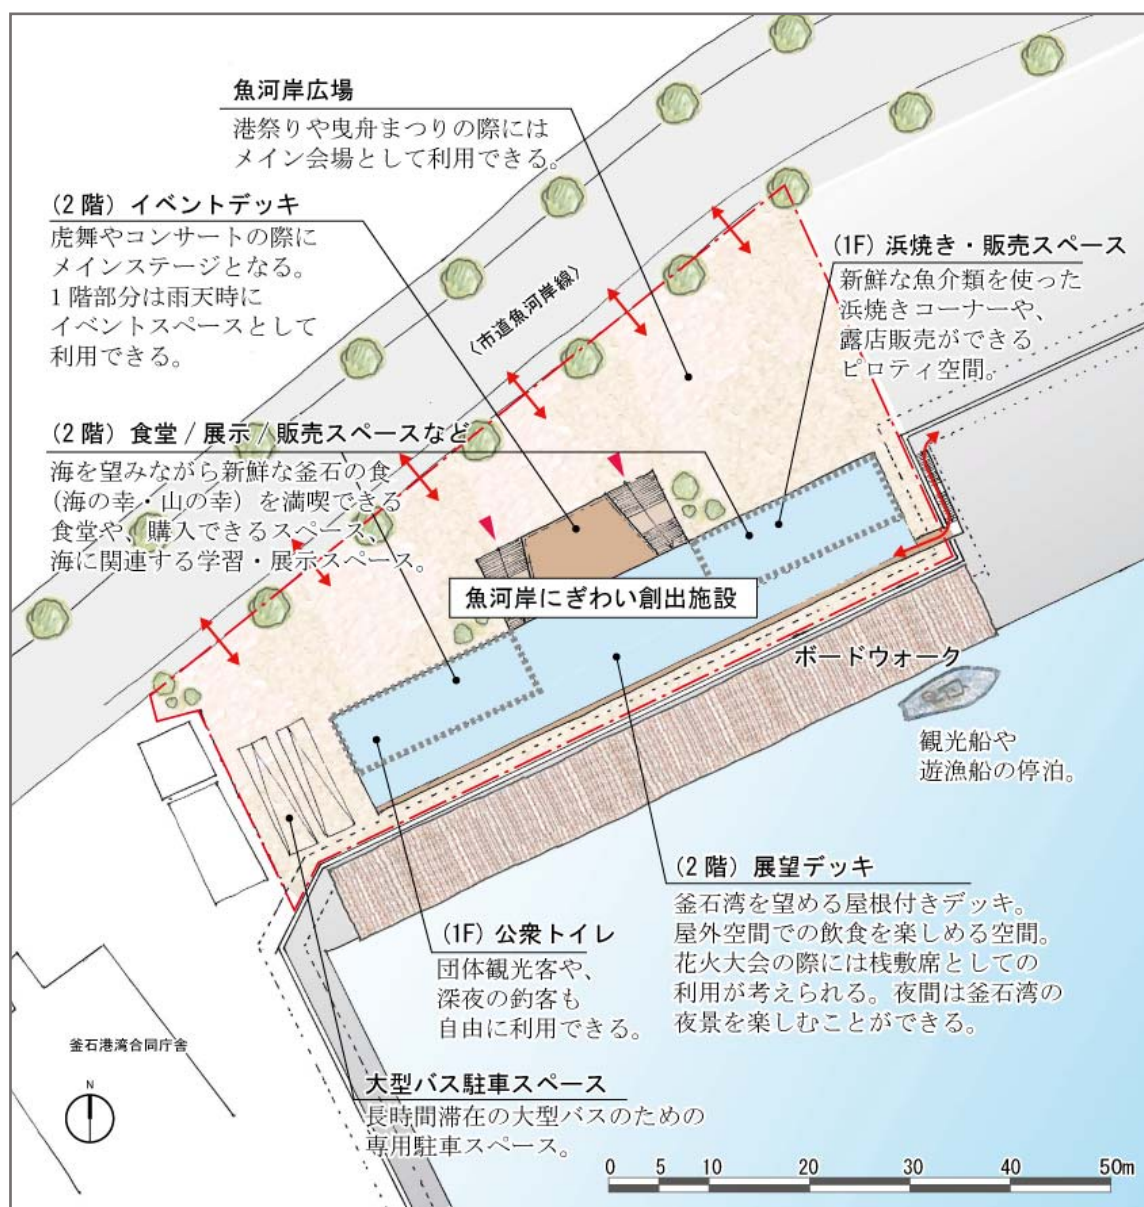 魚河岸広場
港祭りや曳舟まつりの際には
メイン会場として利用できる。
(2階) イベントデッキ
虎舞やコンサートの際に
メインステージとなる。
1階部分は雨天時に
イベントスペースとして
利用できる。
〈市道魚河岸線〉
(1F) 浜焼き・販売スペース
新鮮な魚介類を使った
浜焼きコーナーや、
露店販売ができる
ピロティ空間。
(2階) 食堂/展示/販売スペースなど
海を望みながら新鮮な釜石の食
(海の幸・山の幸) を満喫できる
食堂や、購入できるスペース、
海に関連する学習・展示スペース。
魚河岸にぎわい創出施設
ボードウォーク
観光船や
遊漁船の停泊。
(2階) 展望デッキ
釜石湾を望める屋根付きデッキ。
屋外空間での飲食を楽しめる空間。
花火大会の際には桟敷席としての
利用が考えられる。夜間は釜石湾の
夜景を楽しむことができる。
(1F) 公衆トイレ
団体観光客や、
深夜の釣客も
自由に利用できる。
釜石港湾合同庁舎
N
大型バス駐車スペース
長時間滞在の大型バスのための
専用駐車スペース。
0 5 10 20 30 40 50m